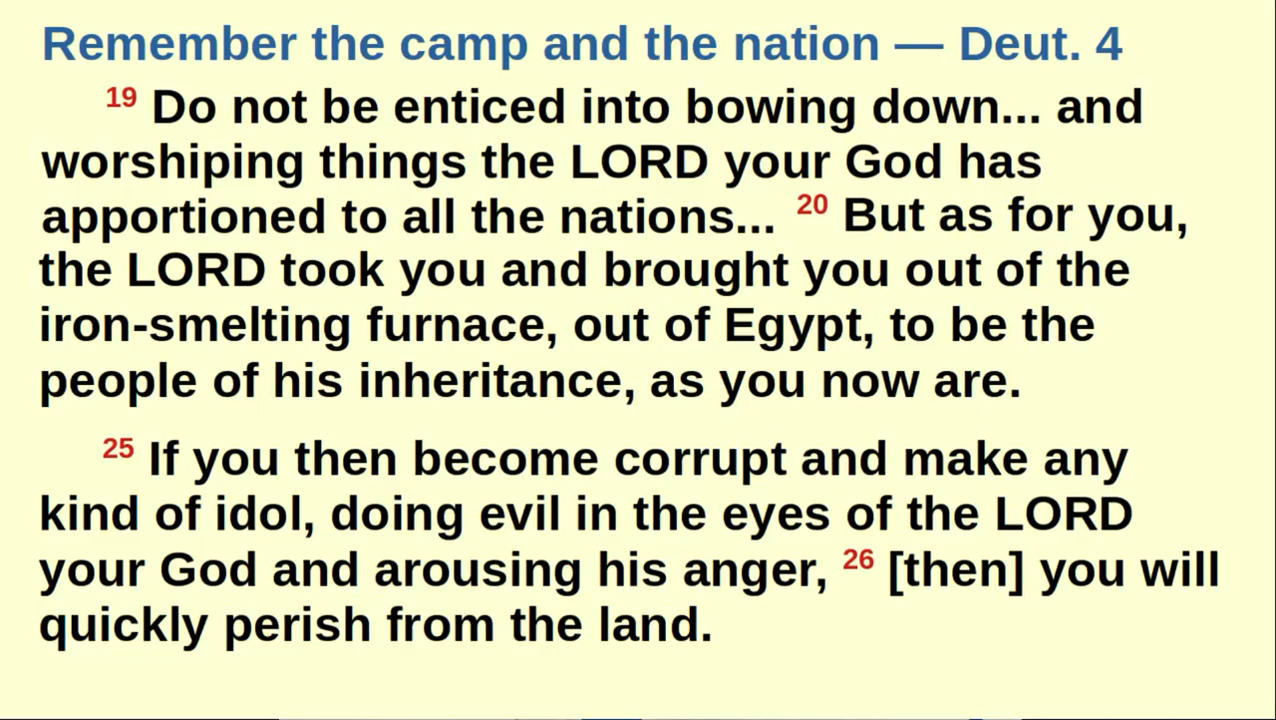 Remember the camp and the nation — Deut. 4
19 Do not be enticed into bowing down... and
worshiping things the LORD your God has
apportioned to all the nations... 20 But as for you,
the LORD took you and brought you out of the
iron-smelting furnace, out of Egypt, to be the
people of his inheritance, as you now are.
25 If you then become corrupt and make any
kind of idol, doing evil in the eyes of the LORD
your God and arousing his anger, 26 [then] you will
quickly perish from the land.